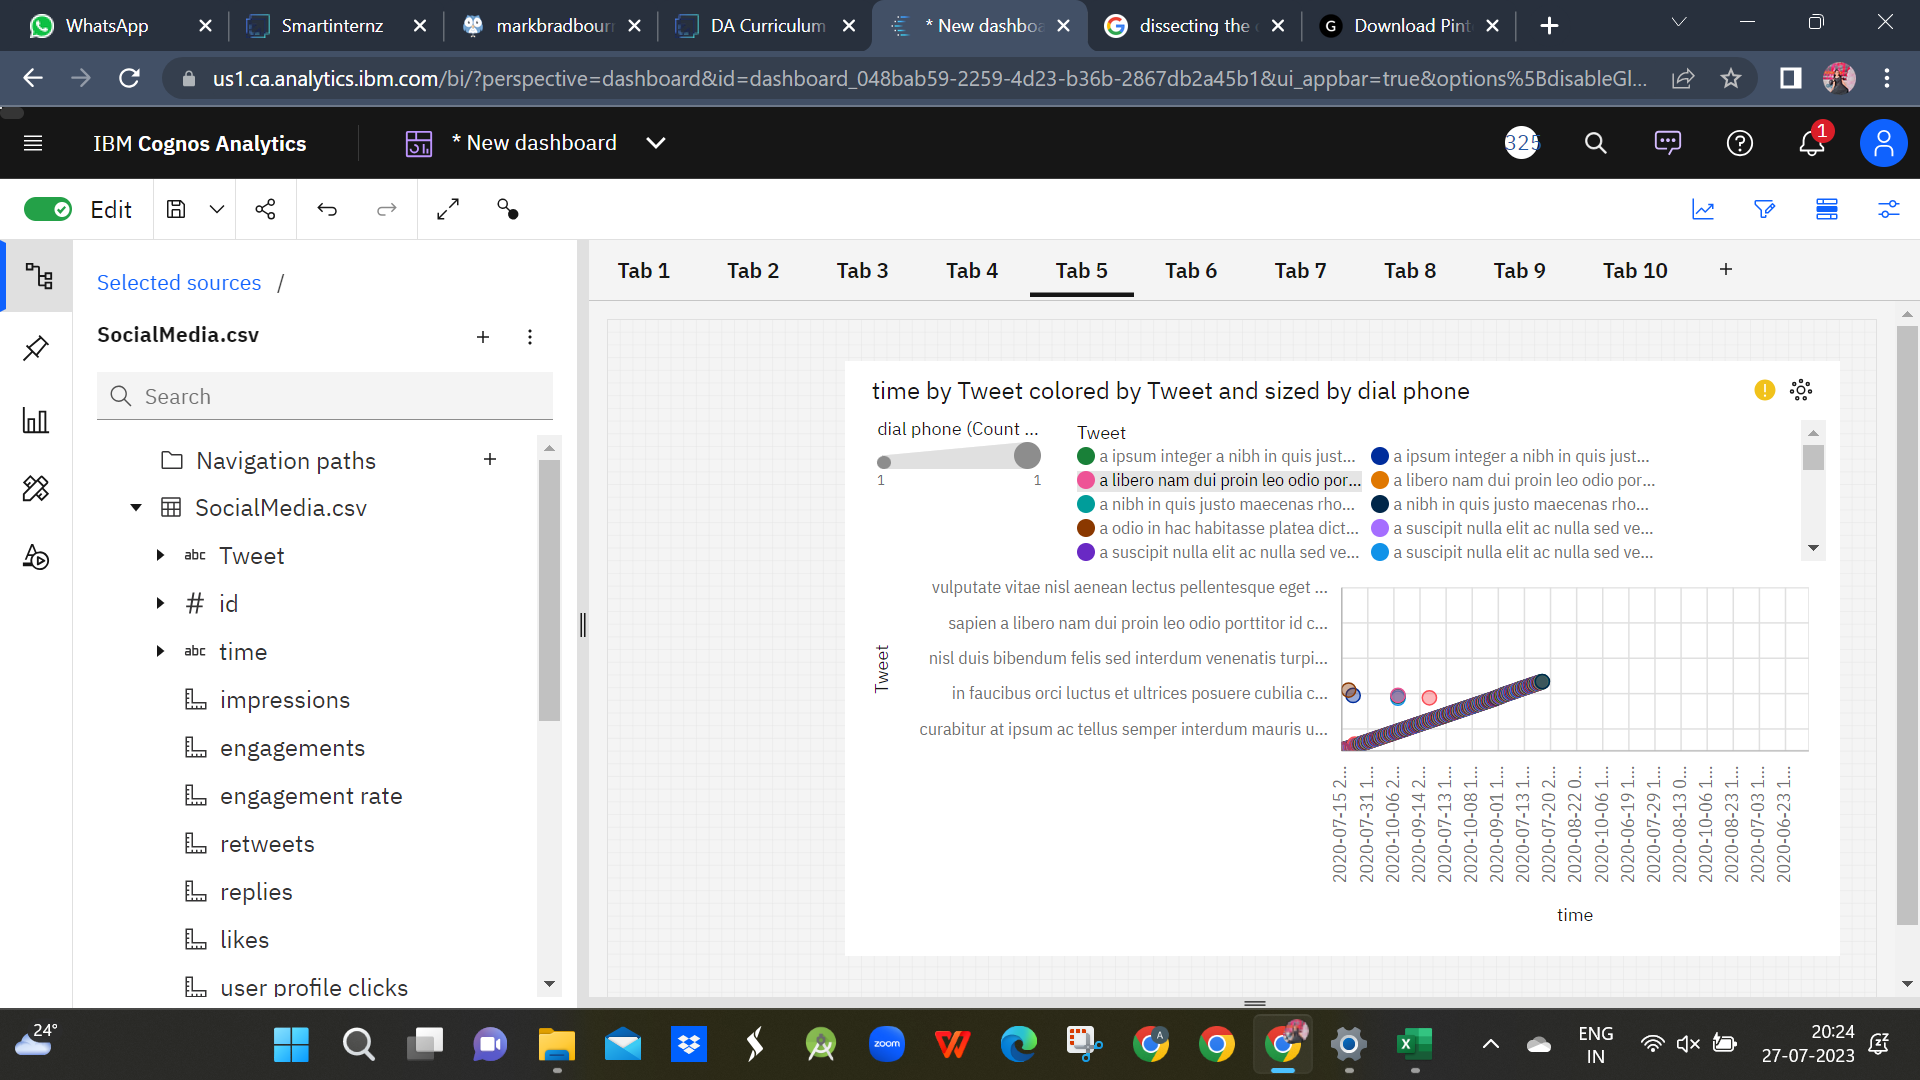 WhatsApp
Smartinternz
markbradbour
DA Curriculum
* New dashboa
dissecting the
G Download Pint
us1.ca.analytics.ibm.com/bi/?perspective=dashboard&id=dashboard_048bab59-2259-4d23-b36b-2867db2a45b1&ui_appbar=true&options%5BdisableGl...
IBM Cognos Analytics
* New dashboard
325
1
Edit
Tab 1
Tab 2
Tab 3
Tab 4
Tab 5
Tab 6
Tab 7
Tab 8
Tab 9
Tab 10
Selected sources /
SocialMedia.csv
Search
Navigation paths
SocialMedia.csv
abc Tweet
# id
abc time
impressions
engagements
engagement rate
retweets
replies
likes
user profile clicks
time by Tweet colored by Tweet and sized by dial phone
dial phone (Count ...
1 1
Tweet
a ipsum integer a nibh in quis just...
a ipsum integer a nibh in quis just...
a libero nam dui proin leo odio por...
a libero nam dui proin leo odio por...
a nibh in quis justo maecenas rho...
a nibh in quis justo maecenas rho...
a odio in hac habitasse platea dict...
a suscipit nulla elit ac nulla sed ve...
a suscipit nulla elit ac nulla sed ve...
a suscipit nulla elit ac nulla sed ve...
Tweet
vulputate vitae nisl aenean lectus pellentesque eget ...
sapien a libero nam dui proin leo odio porttitor id c...
nisl duis bibendum felis sed interdum venenatis turpi...
in faucibus orci luctus et ultrices posuere cubilia c...
curabitur at ipsum ac tellus semper interdum mauris u...
2020-07-15 2...
2020-07-31 1...
2020-10-06 2...
2020-09-14 2...
2020-07-13 1...
2020-10-08 1...
2020-09-01 1...
2020-07-13 1...
2020-07-20 2...
2020-08-22 0...
2020-10-06 1...
2020-06-19 1...
2020-07-29 1...
2020-08-13 0...
2020-10-06 1...
2020-08-23 1...
2020-07-03 1...
2020-06-23 1...
time
24°
zoom
A
ENG
IN
20:24
27-07-2023